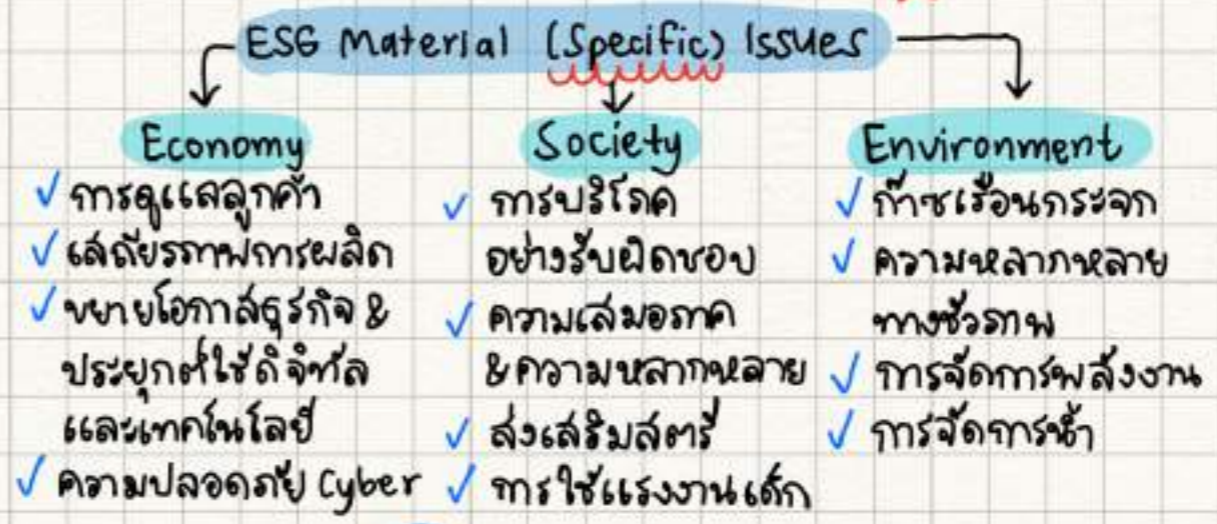 ESG Material (Specific) Issues
Economy
✓ การดูแลลูกค้า
✓ เสถียรภาพการผลิต
✓ ขยายโอกาสธุรกิจ &
ประยุกต์ใช้ดิจิทัล
และเทคโนโลยี
✓ ความปลอดภัย Cyber
Society
✓ การบริโภค
อย่างรับผิดชอบ
✓ ความเสมอภาค
& ความหลากหลาย
✓ ส่งเสริมสตรี
✓ การใช้แรงงานเด็ก
Environment
✓ ก๊าซเรือนกระจก
✓ ความหลากหลาย
ทางชีวภาพ
✓ การจัดการพลังงาน
✓ การจัดการน้ำ